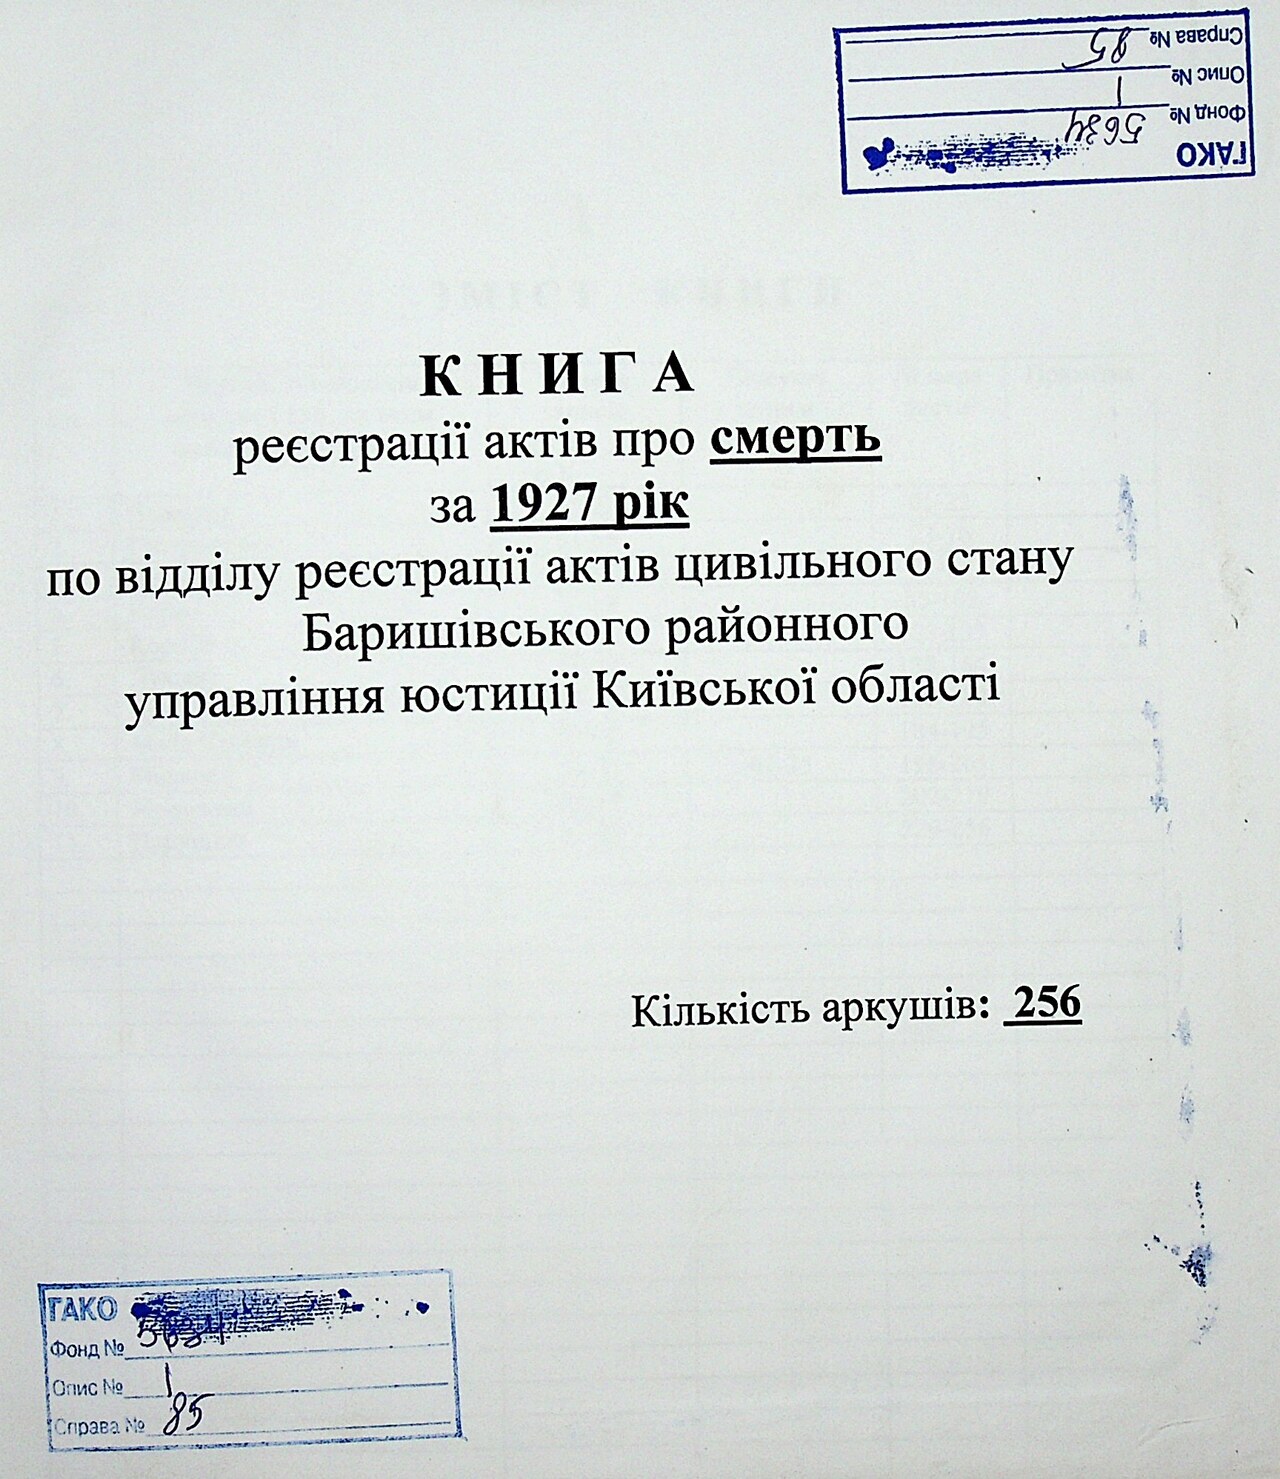 ГАКО
Фонд № 5634
Опис № 1
Справа № 85
КНИГА
реєстрації актів про смерть
за 1927 рік
по відділу реєстрації актів цивільного стану
Баришівського районного
управління юстиції Київської області
Кількість аркушів: 256
ГАКО
Фонд № 5634
Опис № 1
Справа № 85